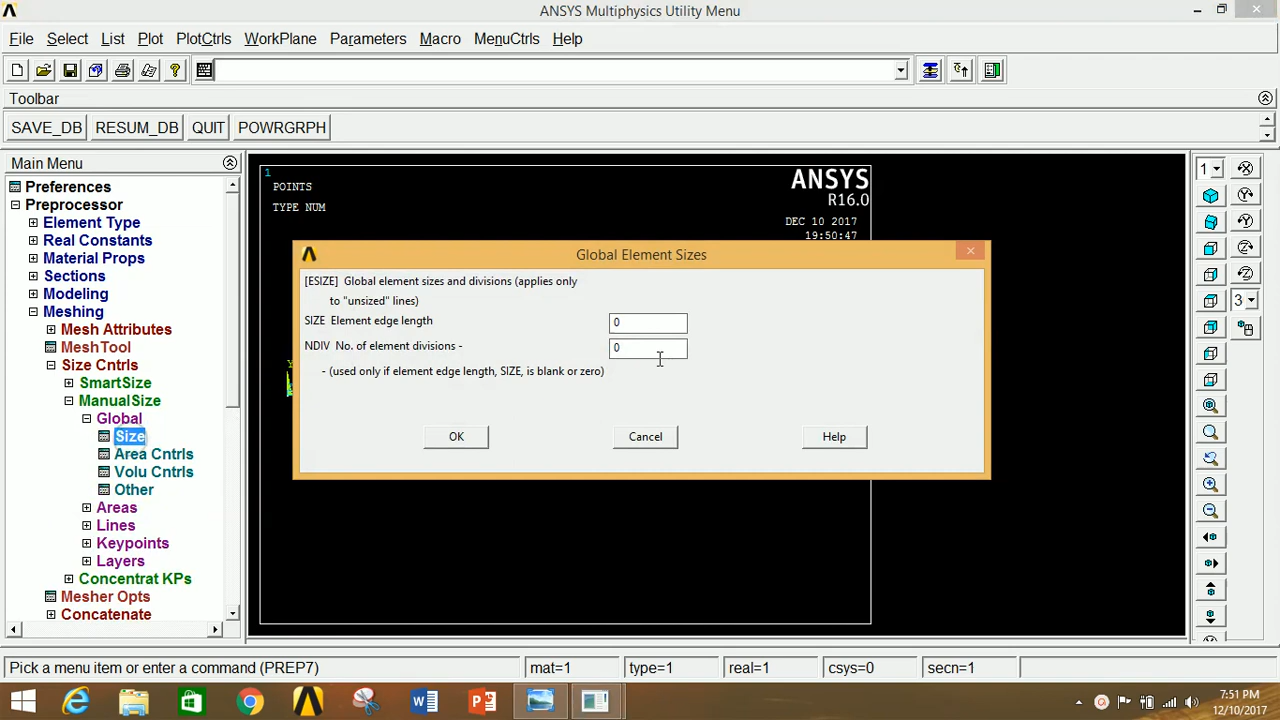 ANSYS Multiphysics Utility Menu
File Select List Plot PlotCtrls WorkPlane Parameters Macro MenuCtrls Help
Toolbar
SAVE_DB RESUM_DB QUIT POWRGRPH
Main Menu
Preferences
Preprocessor
Element Type
Real Constants
Material Props
Sections
Modeling
Meshing
Mesh Attributes
MeshTool
Size Cntrls
SmartSize
ManualSize
Global
Size
Area Cntrls
Volu Cntrls
Other
Areas
Lines
Keypoints
Layers
Concentrat KPs
Mesher Opts
Concatenate
1
POINTS
TYPE NUM
ANSYS
R16.0
DEC 10 2017
19:50:47
Y
Global Element Sizes
[ESIZE] Global element sizes and divisions (applies only
to "unsized" lines)
SIZE Element edge length 0
NDIV No. of element divisions - 0
- (used only if element edge length, SIZE, is blank or zero)
OK Cancel Help
1
3
Pick a menu item or enter a command (PREP7) mat=1 type=1 real=1 csys=0 secn=1
7:51 PM
12/10/2017